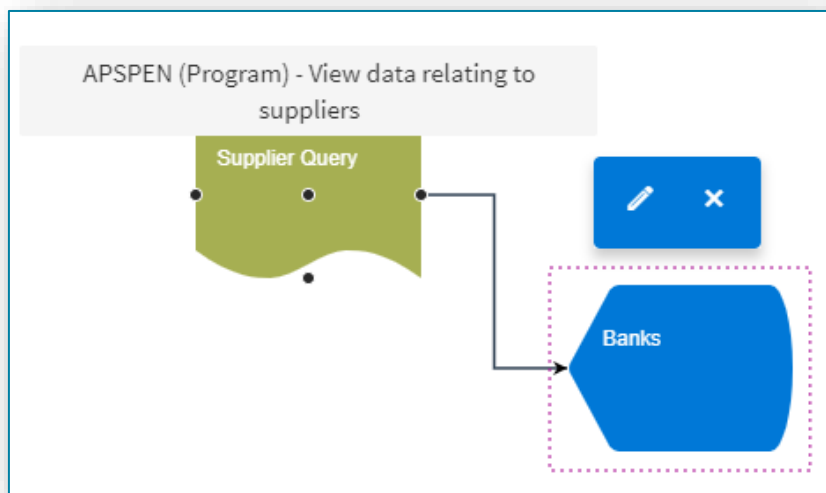 APSPEN (Program) - View data relating to
suppliers
Supplier Query
Banks